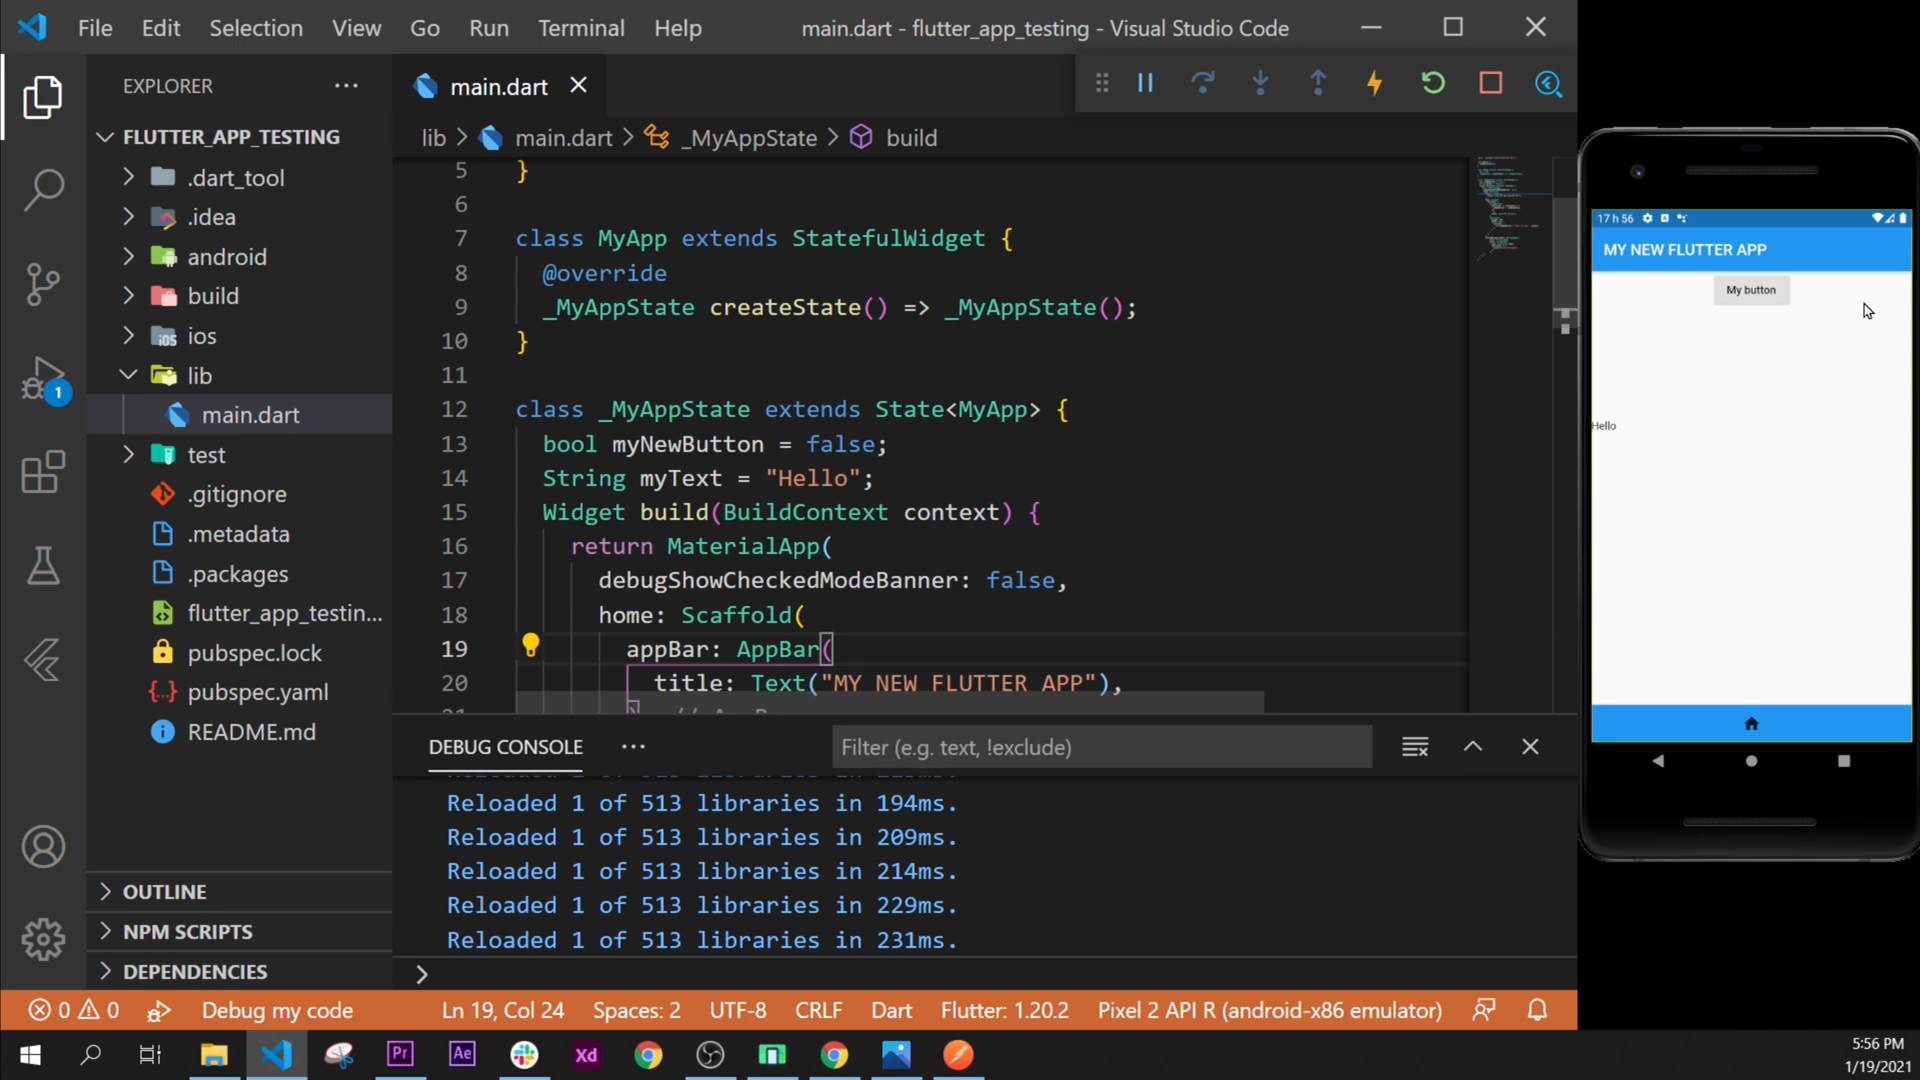 File Edit Selection View Go Run Terminal Help main.dart - flutter_app_testing - Visual Studio Code
EXPLORER
FLUTTER_APP_TESTING
.dart_tool
.idea
android
build
ios
lib
main.dart
test
.gitignore
.metadata
.packages
flutter_app_testin...
pubspec.lock
pubspec.yaml
README.md
OUTLINE
NPM SCRIPTS
DEPENDENCIES
1
main.dart
lib > main.dart > _MyAppState > build
5 }
6
7 class MyApp extends StatefulWidget {
8 @override
9 _MyAppState createState() => _MyAppState();
10 }
11
12 class _MyAppState extends State<MyApp> {
13 bool myNewButton = false;
14 String myText = "Hello";
15 Widget build(BuildContext context) {
16 return MaterialApp(
17 debugShowCheckedModeBanner: false,
18 home: Scaffold(
19 appBar: AppBar(
20 title: Text("MY NEW FLUTTER APP"),
DEBUG CONSOLE
Filter (e.g. text, !exclude)
Reloaded 1 of 513 libraries in 194ms.
Reloaded 1 of 513 libraries in 209ms.
Reloaded 1 of 513 libraries in 214ms.
Reloaded 1 of 513 libraries in 229ms.
Reloaded 1 of 513 libraries in 231ms.
0 0 Debug my code Ln 19, Col 24 Spaces: 2 UTF-8 CRLF Dart Flutter: 1.20.2 Pixel 2 API R (android-x86 emulator)
17 h 56
MY NEW FLUTTER APP
My button
Hello
Pr Ae Xd
5:56 PM
1/19/2021